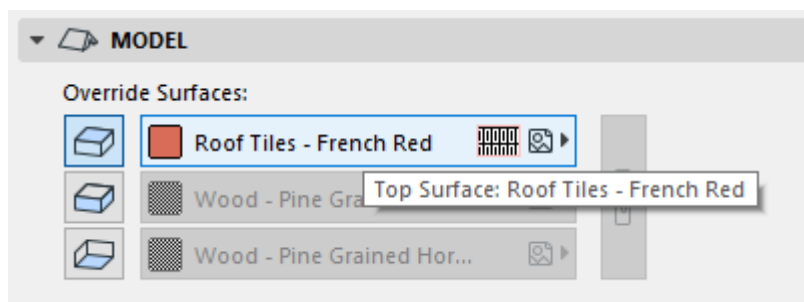 MODEL
Override Surfaces:
Roof Tiles - French Red
Top Surface: Roof Tiles - French Red
Wood - Pine Gra
Wood - Pine Grained Hor...